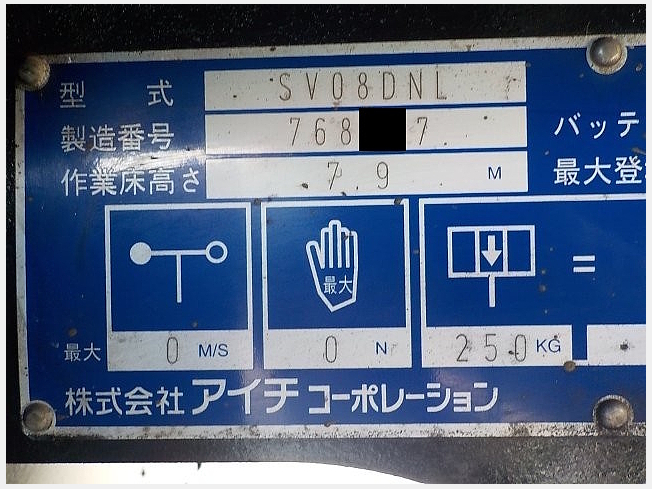 型式 SV08DNL
製造番号 768 7
バッテ
作業床高さ 7.9 M
最大登
最大
=
最大 0 M/S 0 N 250 KG
株式会社 アイチコーポレーション